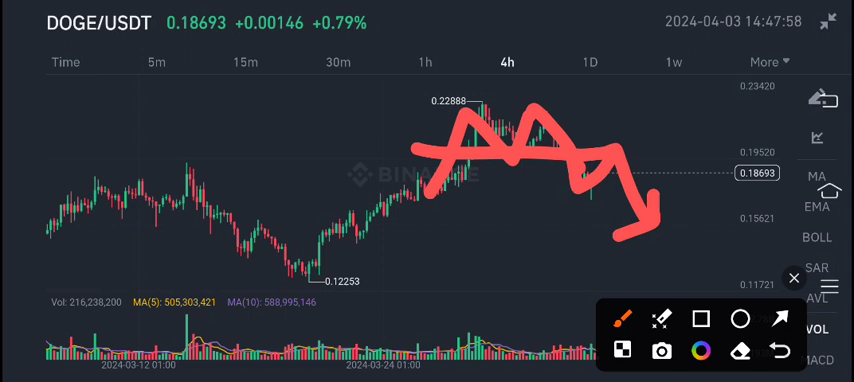 DOGE/USDT 0.18693 +0.00146 +0.79% 2024-04-03 14:47:58
Time 5m 15m 30m 1h 4h 1D 1w More
0.23420
0.22888
0.19520
BINANCE
0.18693
MA
EMA
0.15621
BOLL
SAR
0.12253
0.11721
AVL
Vol: 216,238,200 MA(5): 505,303,421 MA(10): 588,995,146
VOL
MACD
2024-03-12 01:00 2024-03-24 01:00